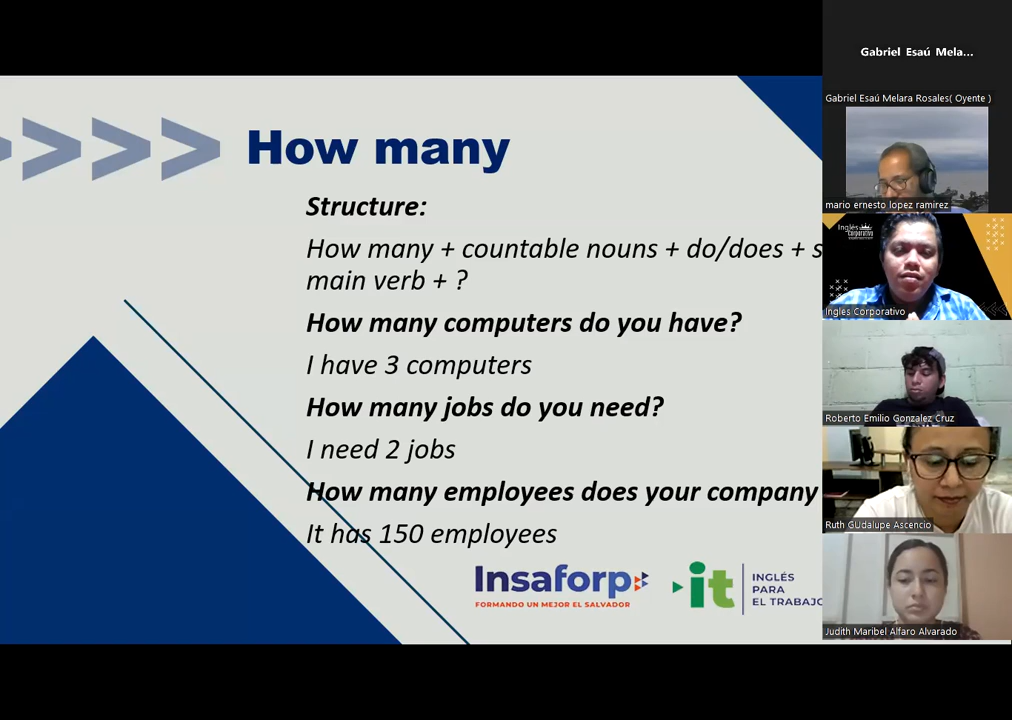 How many
Structure:
How many + countable nouns + do/does + s
main verb + ?
How many computers do you have?
I have 3 computers
How many jobs do you need?
I need 2 jobs
How many employees does your company
It has 150 employees
Insaforp
FORMANDO UN MEJOR EL SALVADOR
it
INGLÉS
PARA
EL TRABAJO
Gabriel Esaú Mela...
Gabriel Esaú Melara Rosales( Oyente )
mario ernesto lopez ramirez
Inglés
Corporativo
Ingles Corporativo
Roberto Emilio Gonzalez Cruz
Ruth GUdalupe Ascencio
Judith Maribel Alfaro Alvarado